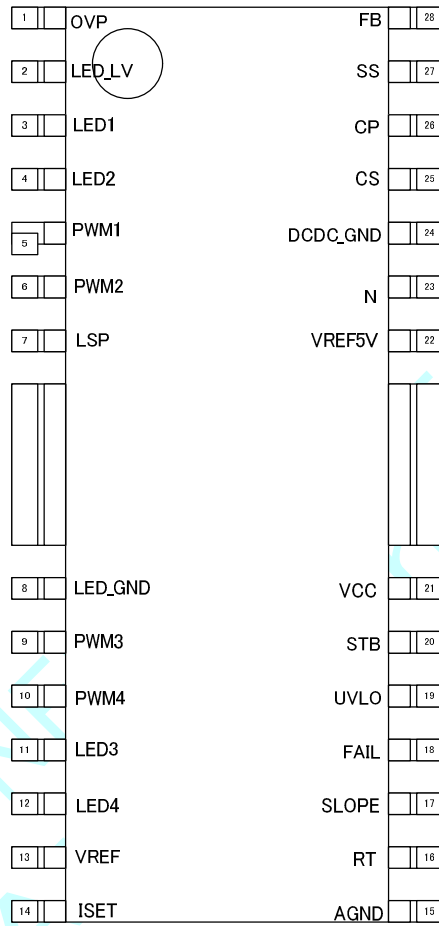 1 OVP FB 28
2 LED_LV SS 27
3 LED1 CP 26
4 LED2 CS 25
5 PWM1 DCDC_GND 24
6 PWM2 N 23
7 LSP VREF5V 22
8 LED_GND VCC 21
9 PWM3 STB 20
10 PWM4 UVLO 19
11 LED3 FAIL 18
12 LED4 SLOPE 17
13 VREF RT 16
14 ISET AGND 15